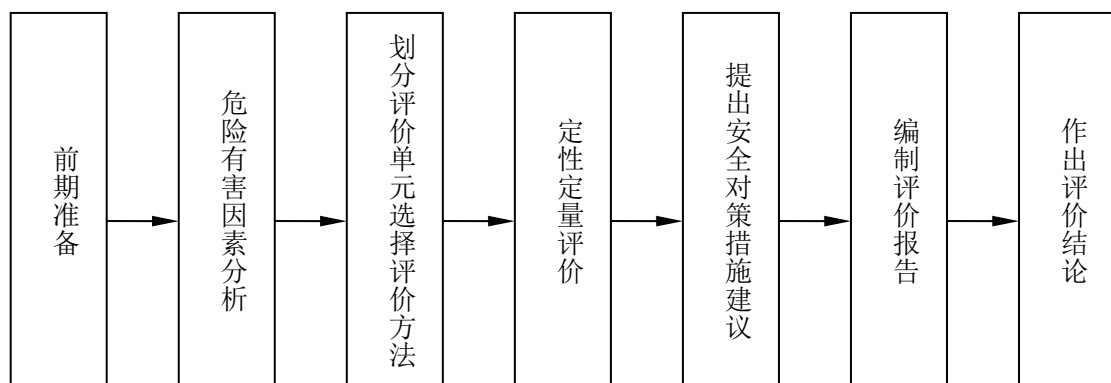 前期准备
危险有害因素分析
划分评价单元选择评价方法
定性定量评价
提出安全对策措施建议
编制评价报告
作出评价结论